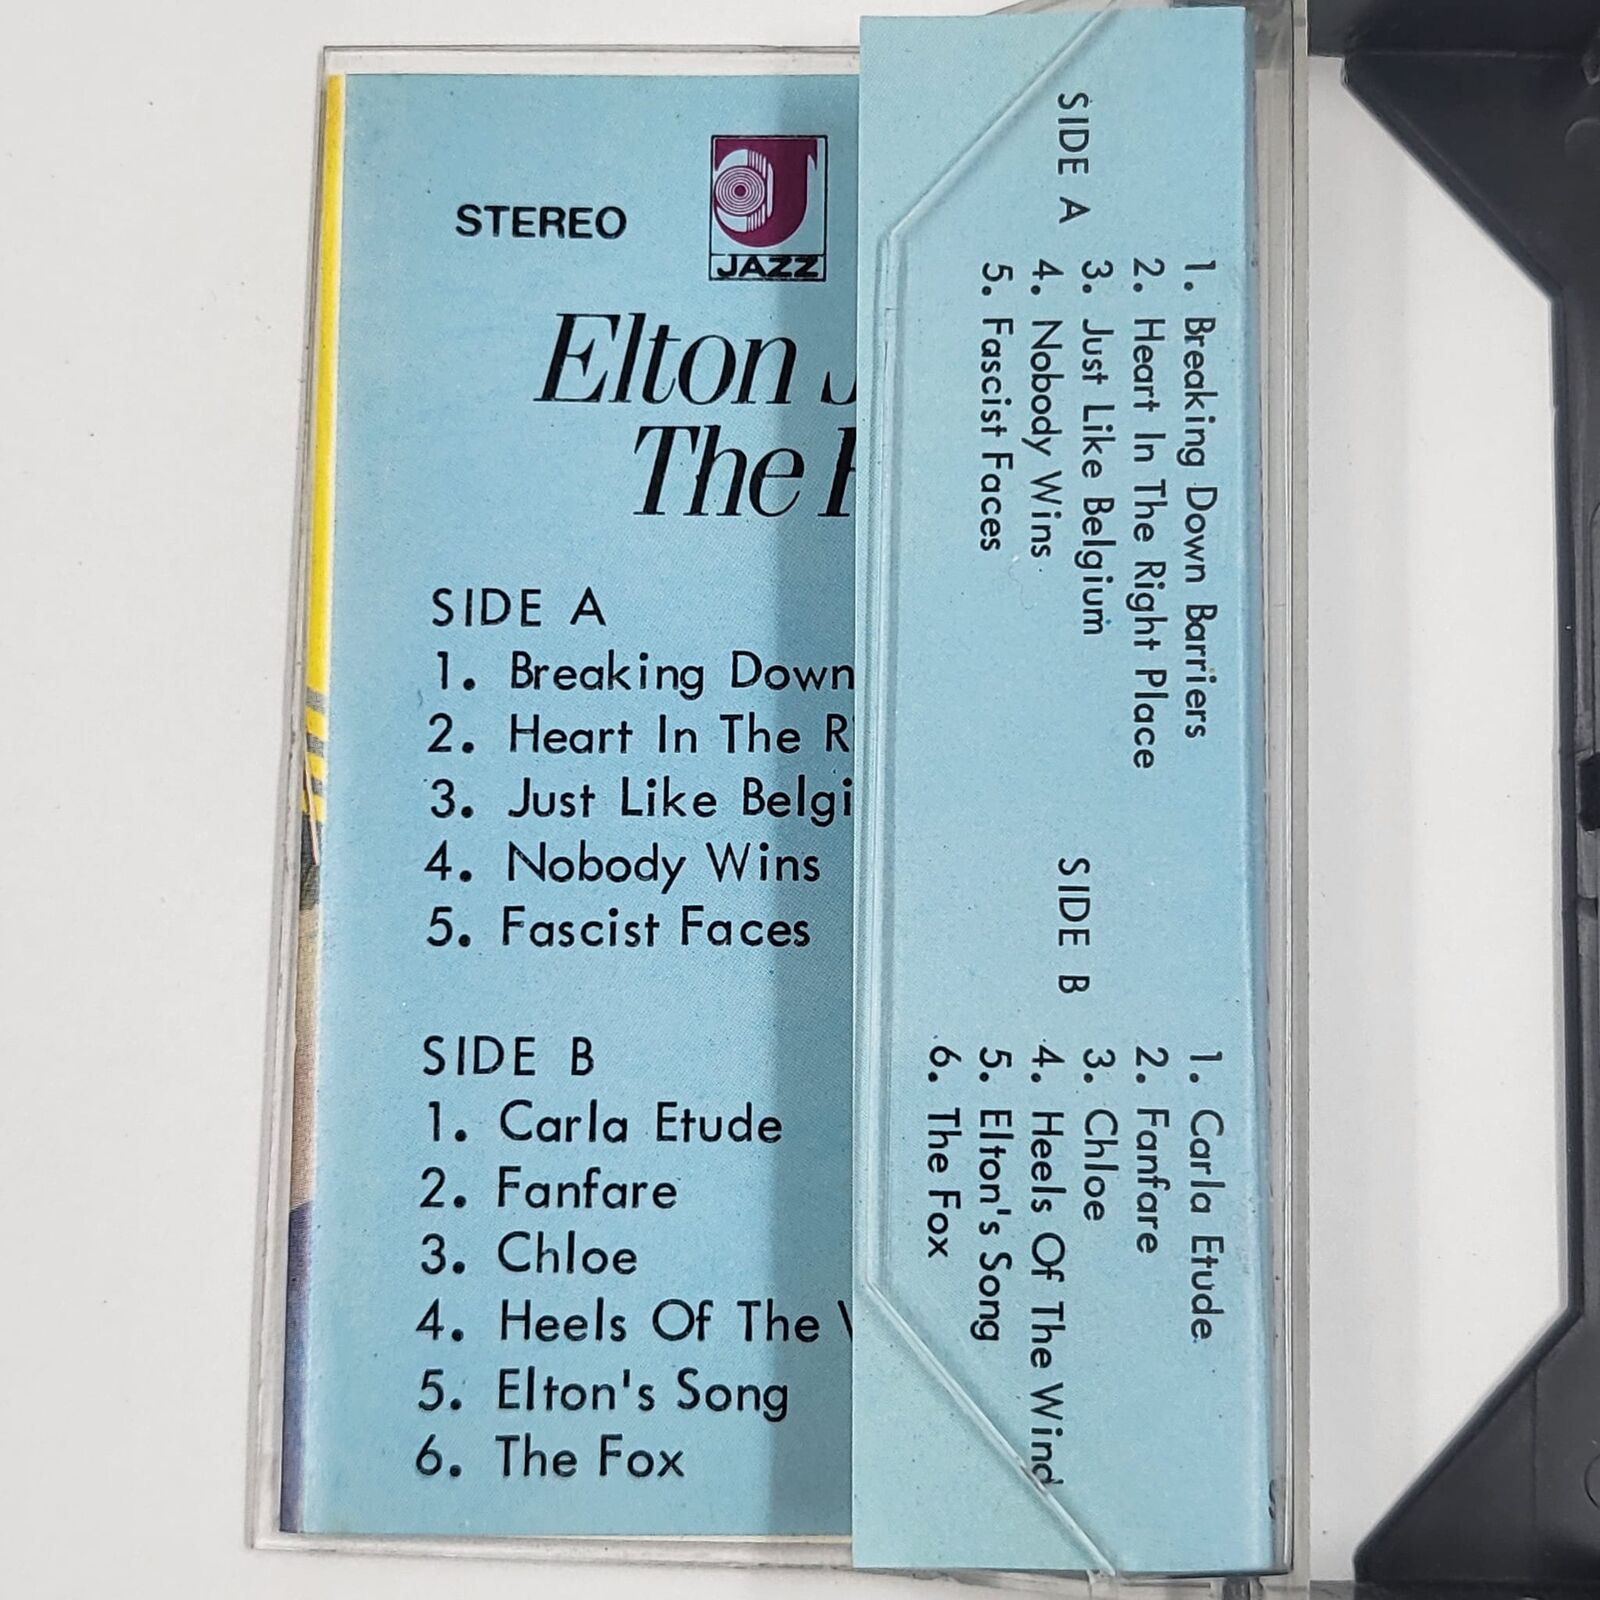 STEREO
JAZZ
Elton
The
SIDE A
1. Breaking Down
2. Heart In The
3. Just Like Belgi
4. Nobody Wins
5. Fascist Faces
SIDE B
1. Carla Etude
2. Fanfare
3. Chloe
4. Heels Of The
5. Elton's Song
6. The Fox
SIDE A
1. Breaking Down Barriers
2. Heart In The Right Place
3. Just Like Belgium
4. Nobody Wins
5. Fascist Faces
SIDE B
1. Carla Etude
2. Fanfare
3. Chloe
4. Heels Of The Wind
5. Elton's Song
6. The Fox